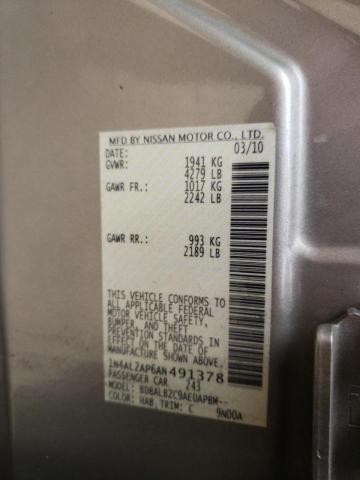 MFD BY NISSAN MOTOR CO., LTD.
DATE: 03/10
GVWR: 1941 KG
4279 LB
GAWR FR.: 1017 KG
2242 LB
GAWR RR.: 993 KG
2189 LB
THIS VEHICLE CONFORMS TO
ALL APPLICABLE FEDERAL
MOTOR VEHICLE SAFETY,
BUMPER, AND THEFT
PREVENTION STANDARDS IN
EFFECT ON THE DATE OF
MANUFACTURE SHOWN ABOVE.
1N4AL2AP6AN491378
PASSENGER CAR 243
MODEL:
COLOR: HAB TRIM: C 9N00A